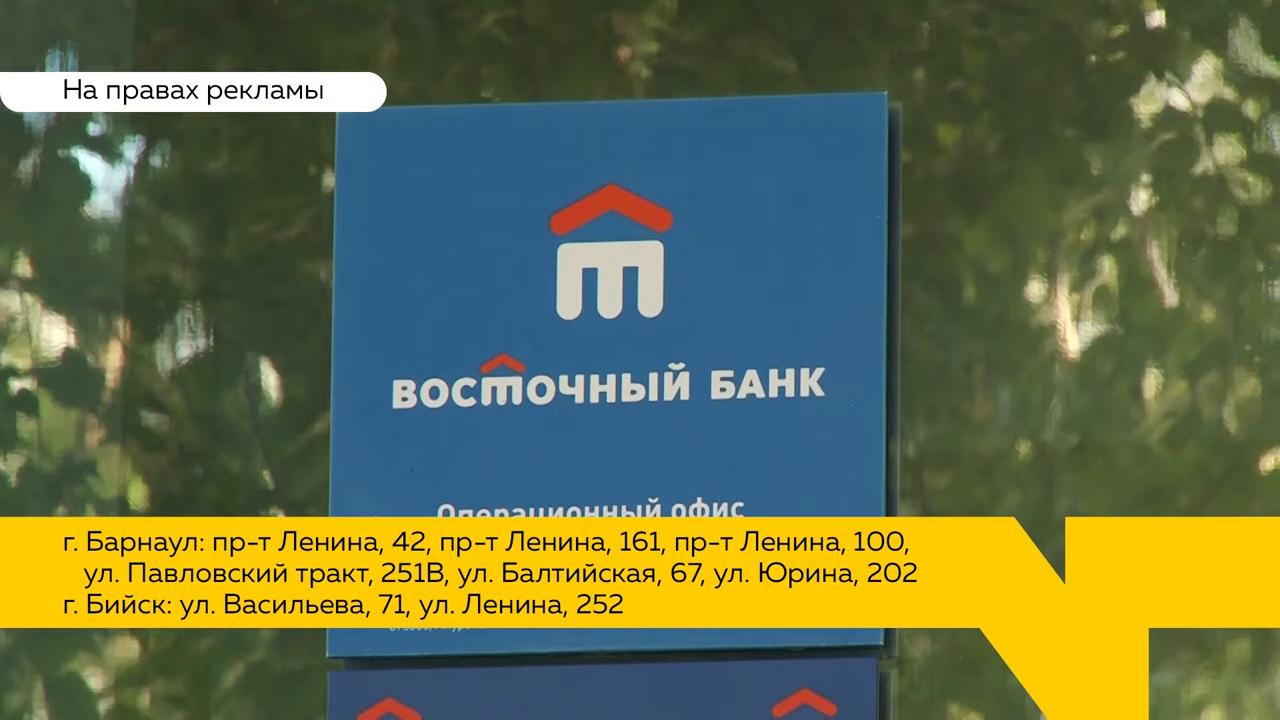 На правах рекламы
ВОСТОЧНЫЙ БАНК
Операционный офис
г. Барнаул: пр-т Ленина, 42, пр-т Ленина, 161, пр-т Ленина, 100,
ул. Павловский тракт, 251В, ул. Балтийская, 67, ул. Юрина, 202
г. Бийск: ул. Васильева, 71, ул. Ленина, 252